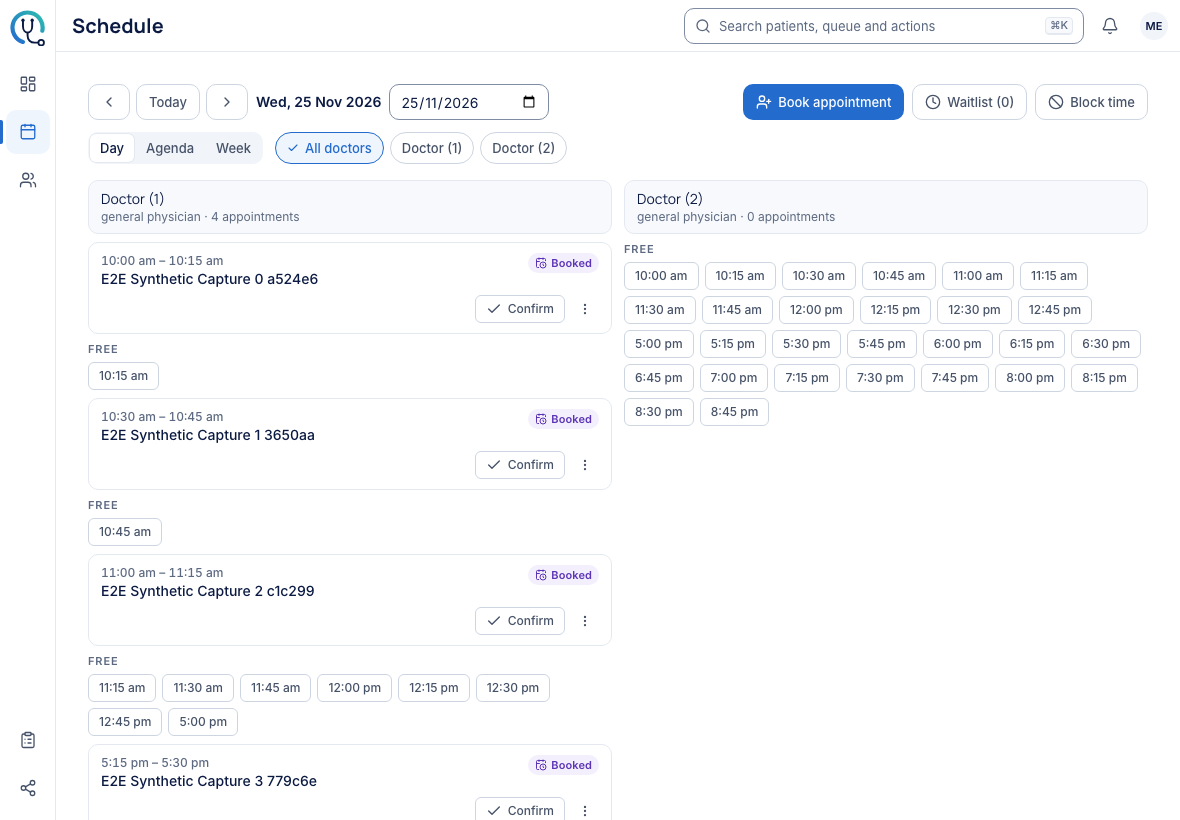 Schedule
Search patients, queue and actions
⌘K
ME
Today
Wed, 25 Nov 2026
25/11/2026
Book appointment
Waitlist (0)
Block time
Day
Agenda
Week
All doctors
Doctor (1)
Doctor (2)
Doctor (1)
general physician · 4 appointments
10:00 am – 10:15 am
Booked
E2E Synthetic Capture 0 a524e6
Confirm
FREE
10:15 am
10:30 am – 10:45 am
Booked
E2E Synthetic Capture 1 3650aa
Confirm
FREE
10:45 am
11:00 am – 11:15 am
Booked
E2E Synthetic Capture 2 c1c299
Confirm
FREE
11:15 am 11:30 am 11:45 am 12:00 pm 12:15 pm 12:30 pm
12:45 pm 5:00 pm
5:15 pm – 5:30 pm
Booked
E2E Synthetic Capture 3 779c6e
Confirm
Doctor (2)
general physician · 0 appointments
FREE
10:00 am 10:15 am 10:30 am 10:45 am 11:00 am 11:15 am
11:30 am 11:45 am 12:00 pm 12:15 pm 12:30 pm 12:45 pm
5:00 pm 5:15 pm 5:30 pm 5:45 pm 6:00 pm 6:15 pm 6:30 pm
6:45 pm 7:00 pm 7:15 pm 7:30 pm 7:45 pm 8:00 pm 8:15 pm
8:30 pm 8:45 pm